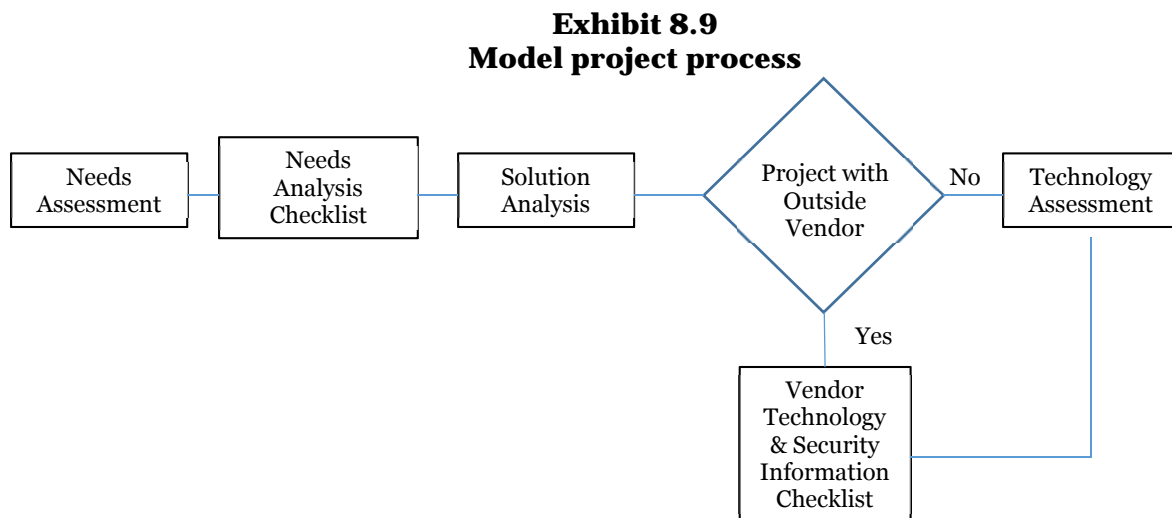 Exhibit 8.9
Model project process
Needs
Assessment
Needs
Analysis
Checklist
Solution
Analysis
Project with
Outside
Vendor
No
Technology
Assessment
Yes
Vendor
Technology
& Security
Information
Checklist